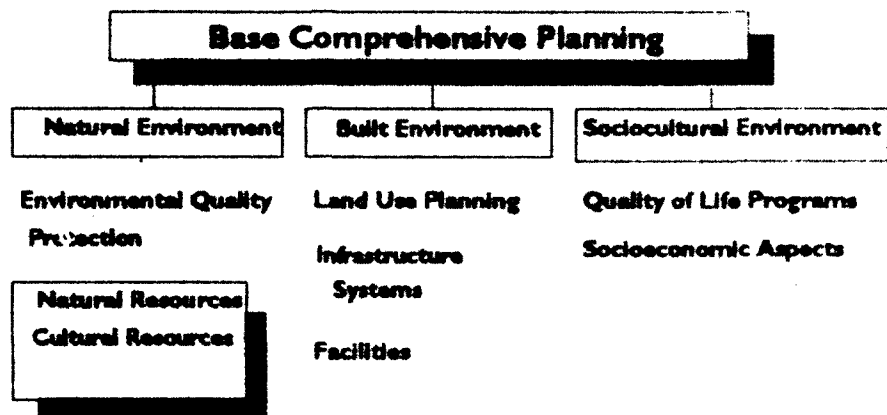 Base Comprehensive Planning
Natural Environment
Built Environment
Sociocultural Environment
Environmental Quality
Protection
Natural Resources
Cultural Resources
Land Use Planning
Infrastructure
Systems
Facilities
Quality of Life Programs
Socioeconomic Aspects